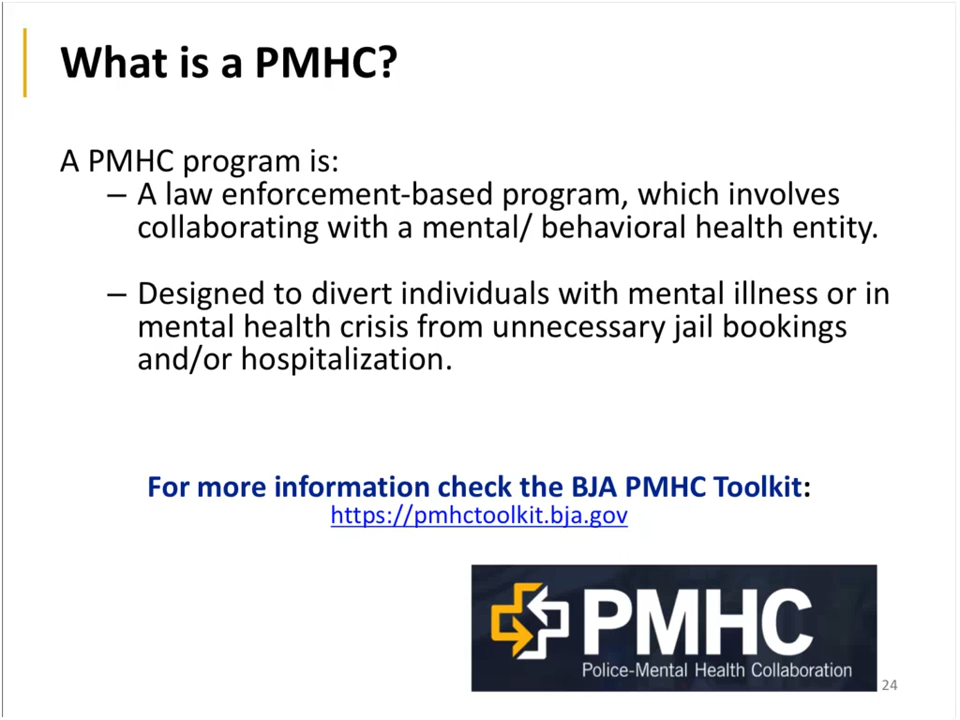 What is a PMHC?
A PMHC program is:
– A law enforcement-based program, which involves
collaborating with a mental/ behavioral health entity.
– Designed to divert individuals with mental illness or in
mental health crisis from unnecessary jail bookings
and/or hospitalization.
For more information check the BJA PMHC Toolkit:
https://pmhctoolkit.bja.gov
PMHC
Police-Mental Health Collaboration
24